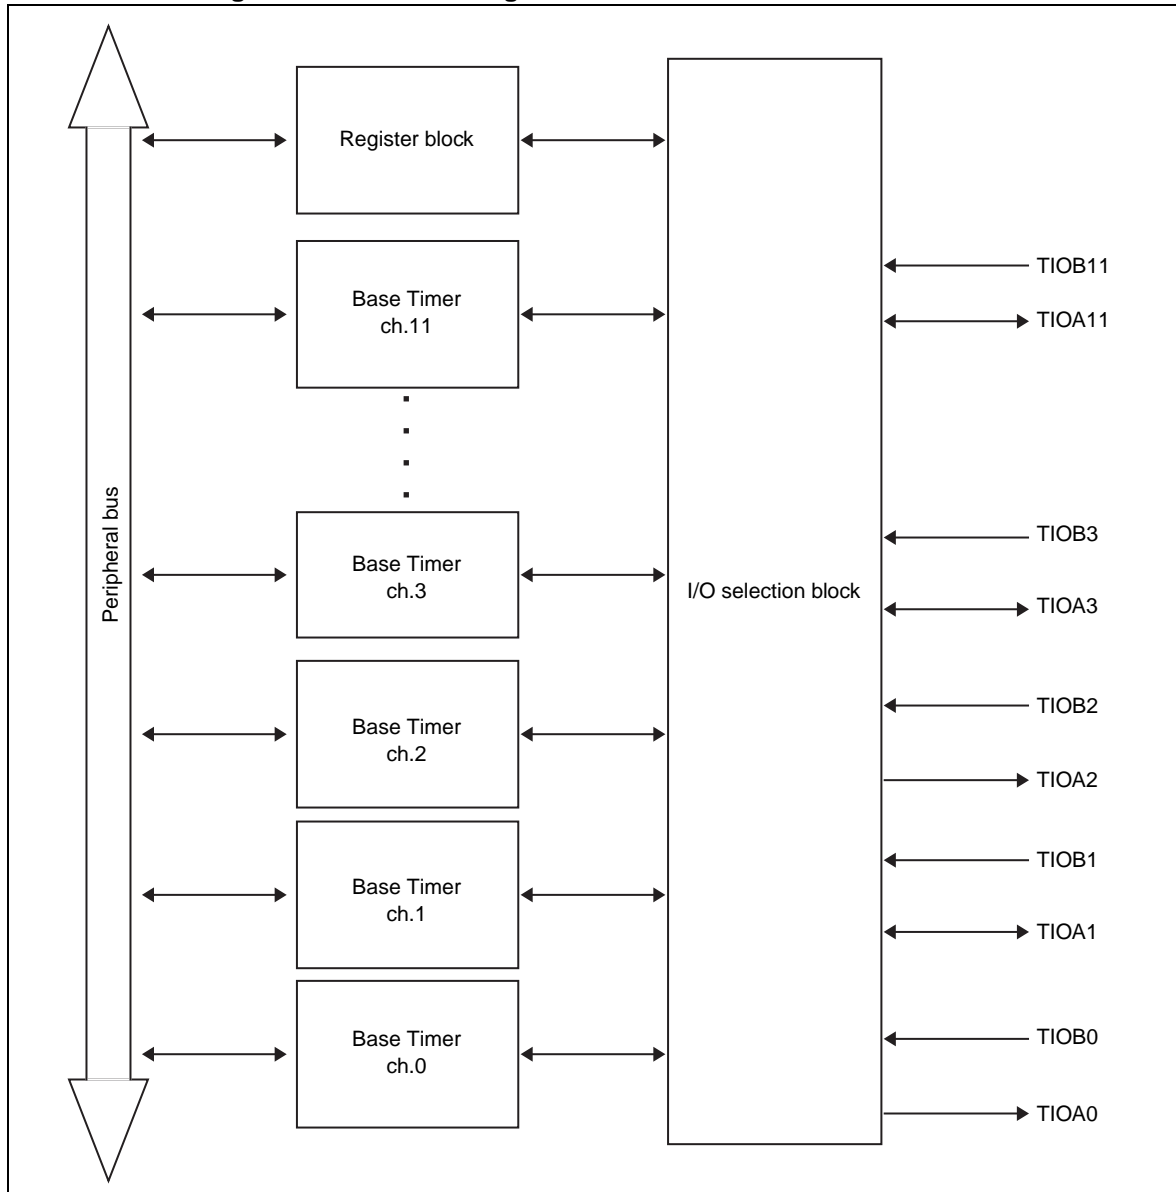 Register block
TIOB11
Base Timer
ch.11
TIOA11
Peripheral bus
TIOB3
Base Timer
ch.3
I/O selection block
TIOA3
TIOB2
Base Timer
ch.2
TIOA2
TIOB1
Base Timer
ch.1
TIOA1
TIOB0
Base Timer
ch.0
TIOA0